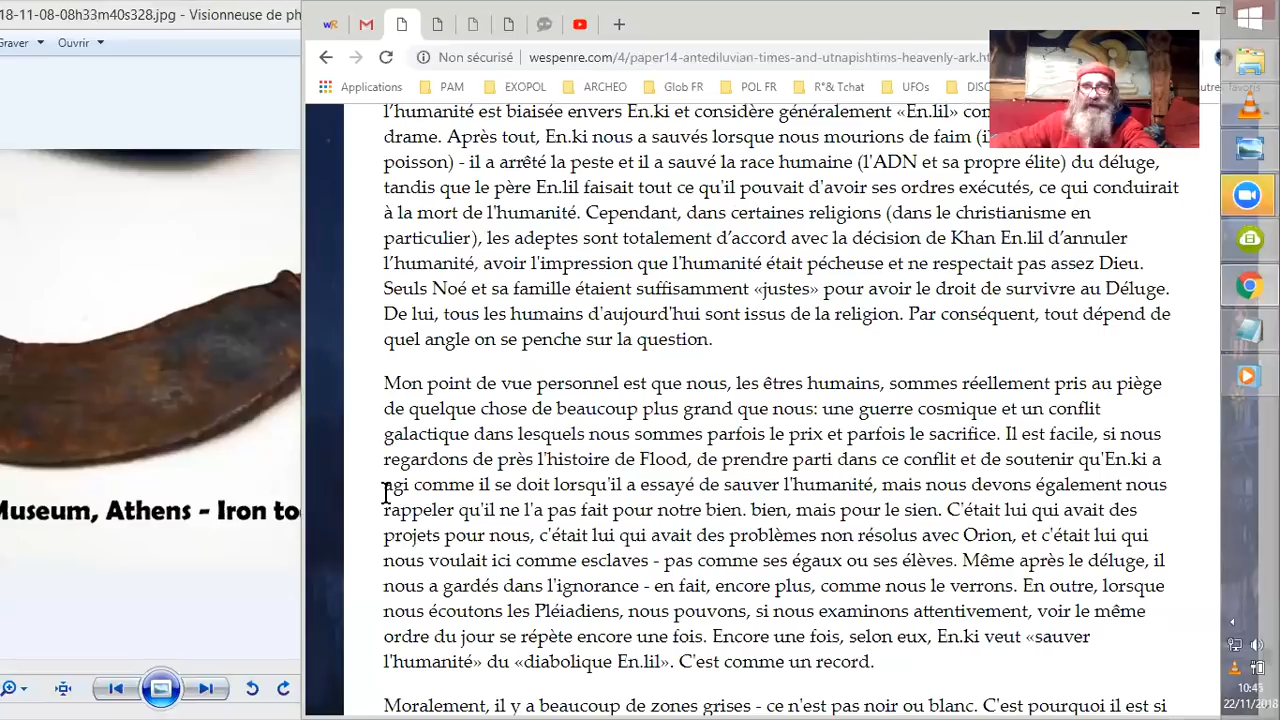 18-11-08-08h33m40s328.jpg - Visionneuse de ph
Graver Ouvrir
Non sécurisé wespenre.com/4/paper14-antediluvian-times-and-utnapishtims-heavenly-ark.ht
Applications PAM EXOPOL ARCHEO Glob FR POL FR R°& Tchat UFOs DISC Autres favoris
l'humanité est biaisée envers En.ki et considère généralement «En.lil» con
drame. Après tout, En.ki nous a sauvés lorsque nous mourions de faim (i
poisson) - il a arrêté la peste et il a sauvé la race humaine (l'ADN et sa propre élite) du déluge,
tandis que le père En.lil faisait tout ce qu'il pouvait d'avoir ses ordres exécutés, ce qui conduirait
à la mort de l'humanité. Cependant, dans certaines religions (dans le christianisme en
particulier), les adeptes sont totalement d’accord avec la décision de Khan En.lil d’annuler
l’humanité, avoir l'impression que l'humanité était pécheuse et ne respectait pas assez Dieu.
Seuls Noé et sa famille étaient suffisamment «justes» pour avoir le droit de survivre au Déluge.
De lui, tous les humains d'aujourd'hui sont issus de la religion. Par conséquent, tout dépend de
quel angle on se penche sur la question.
Mon point de vue personnel est que nous, les êtres humains, sommes réellement pris au piège
de quelque chose de beaucoup plus grand que nous: une guerre cosmique et un conflit
galactique dans lesquels nous sommes parfois le prix et parfois le sacrifice. Il est facile, si nous
regardons de près l'histoire de Flood, de prendre parti dans ce conflit et de soutenir qu'En.ki a
agi comme il se doit lorsqu'il a essayé de sauver l'humanité, mais nous devons également nous
rappeler qu'il ne l'a pas fait pour notre bien. bien, mais pour le sien. C'était lui qui avait des
projets pour nous, c'était lui qui avait des problèmes non résolus avec Orion, et c'était lui qui
nous voulait ici comme esclaves - pas comme ses égaux ou ses élèves. Même après le déluge, il
nous a gardés dans l'ignorance - en fait, encore plus, comme nous le verrons. En outre, lorsque
nous écoutons les Pléiadiens, nous pouvons, si nous examinons attentivement, voir le même
ordre du jour se répète encore une fois. Encore une fois, selon eux, En.ki veut «sauver
l'humanité» du «diabolique En.lil». C'est comme un record.
Moralement, il y a beaucoup de zones grises - ce n'est pas noir ou blanc. C'est pourquoi il est si
Museum, Athens - Iron to
10:45
22/11/2018